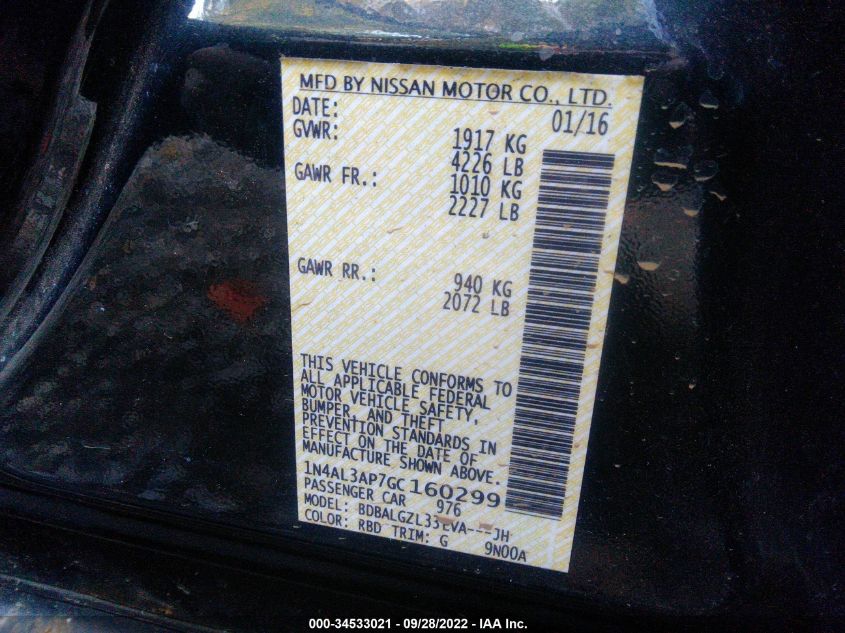 MFD BY NISSAN MOTOR CO., LTD.
DATE: 01/16
GVWR: 1917 KG
4226 LB
GAWR FR.: 1010 KG
2227 LB
GAWR RR.: 940 KG
2072 LB
THIS VEHICLE CONFORMS TO
ALL APPLICABLE FEDERAL
MOTOR VEHICLE SAFETY,
BUMPER, AND THEFT
PREVENTION STANDARDS IN
EFFECT ON THE DATE OF
MANUFACTURE SHOWN ABOVE.
1N4AL3AP7GC160299
PASSENGER CAR 976
MODEL: BDBALGZL33EVA---JH
COLOR: RBD TRIM: G 9N00A
000-34533021 - 09/28/2022 - IAA Inc.